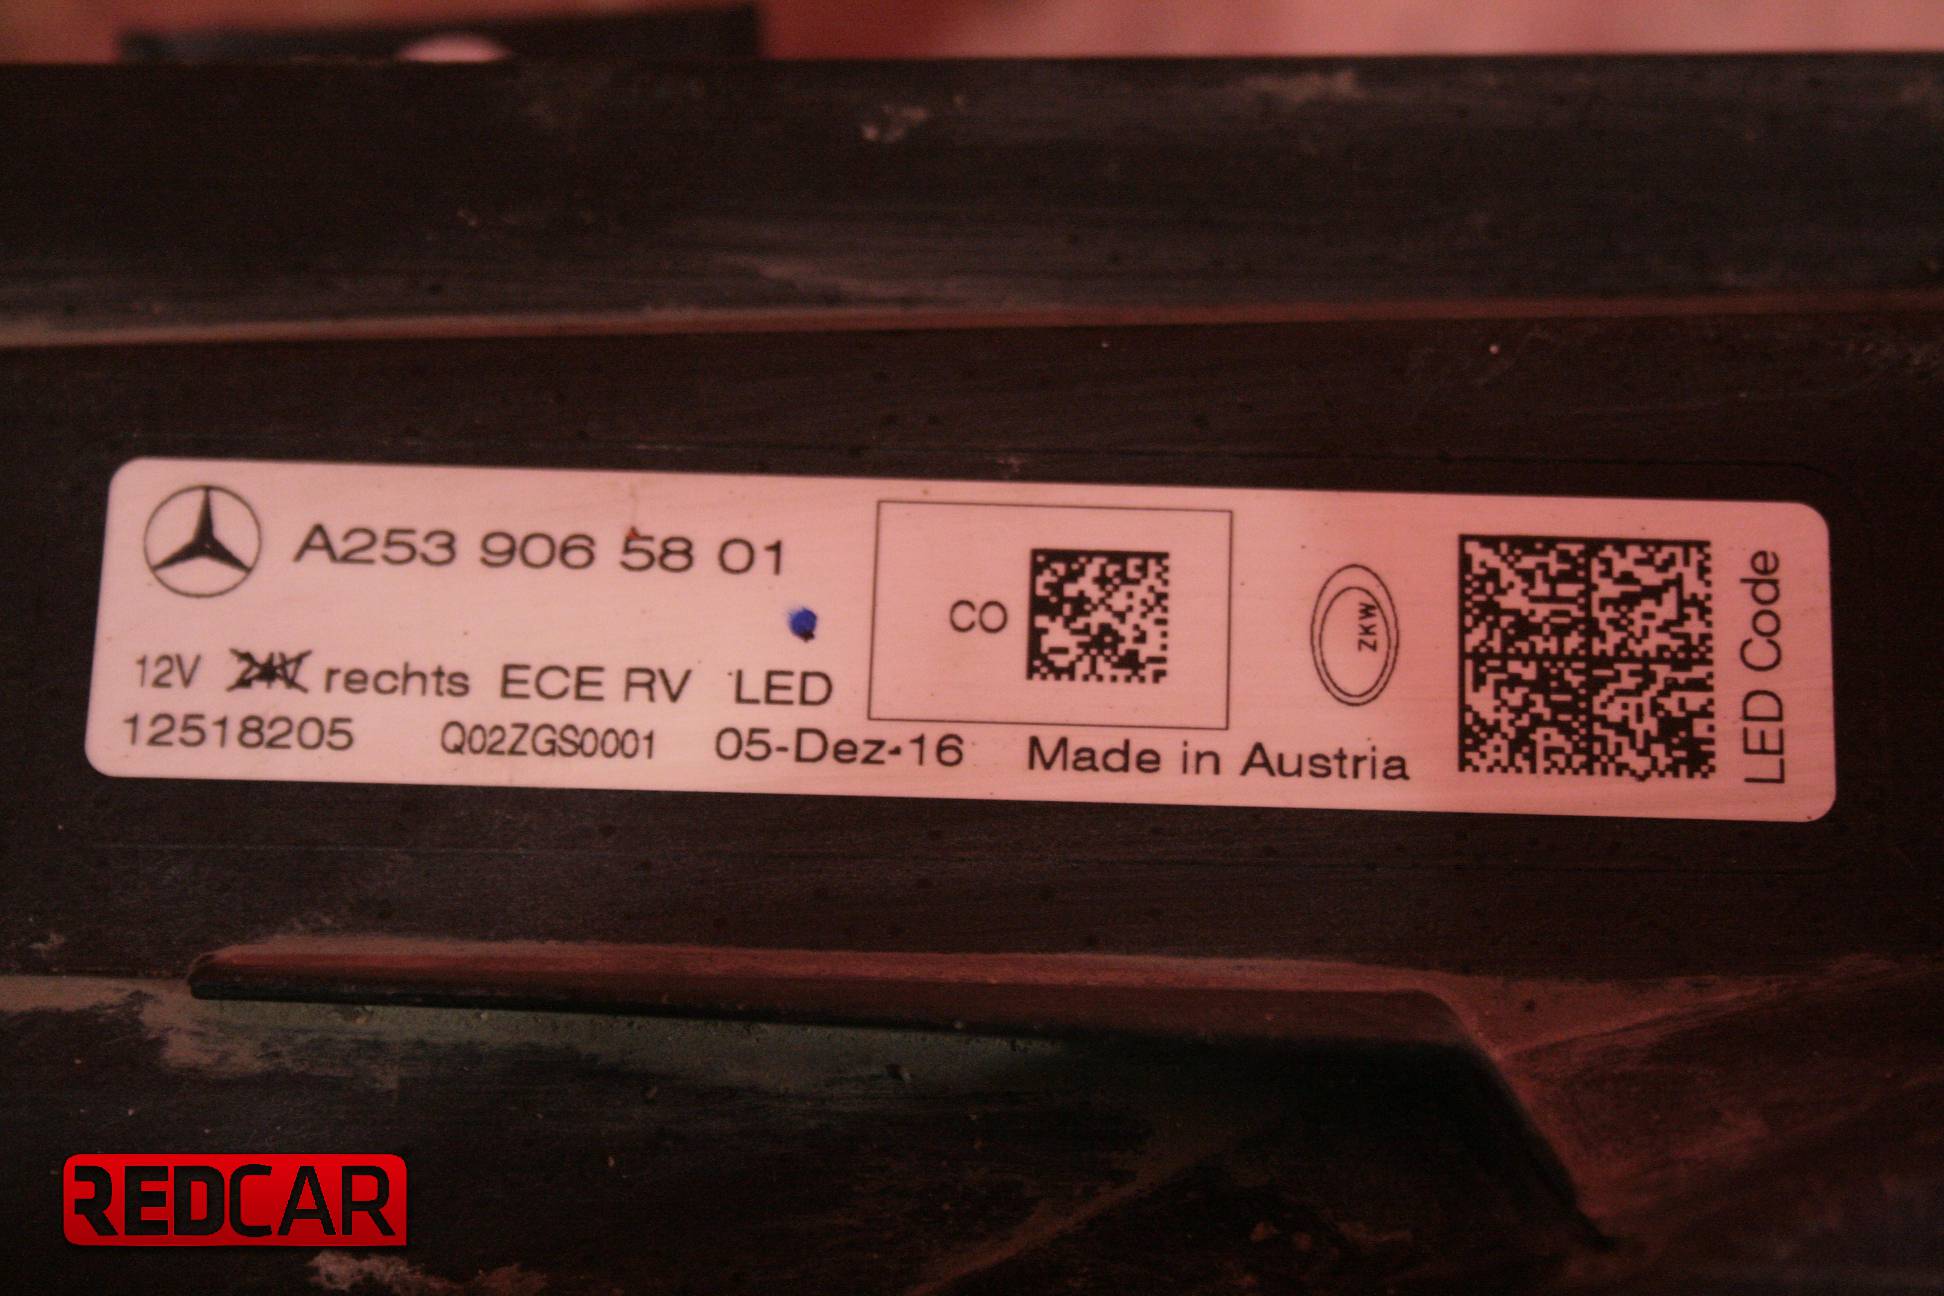 A253 906 58 01
CO
ZKW
LED Code
12V 24V rechts ECE RV LED
12518205 Q02ZGS0001 05-Dez-16 Made in Austria
REDCAR